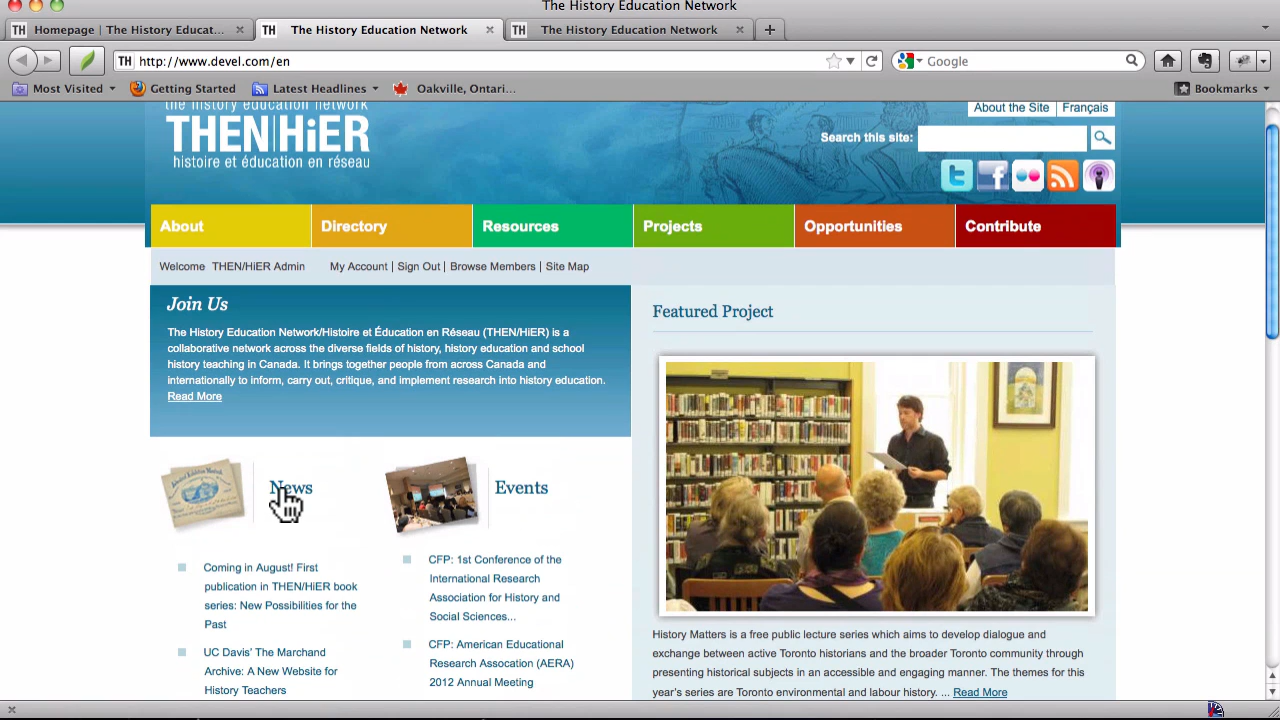 The History Education Network
TH Homepage | The History Educat... TH The History Education Network TH The History Education Network
TH http://www.devel.com/en Google
Most Visited Getting Started Latest Headlines Oakville, Ontari... Bookmarks
the history education network
THEN|HiER
histoire et éducation en réseau
About the Site Français
Search this site:
About Directory Resources Projects Opportunities Contribute
Welcome THEN/HiER Admin My Account | Sign Out | Browse Members | Site Map
Join Us
The History Education Network/Histoire et Éducation en Réseau (THEN/HiER) is a
collaborative network across the diverse fields of history, history education and school
history teaching in Canada. It brings together people from across Canada and
internationally to inform, carry out, critique, and implement research into history education.
Read More
News
Coming in August! First
publication in THEN/HiER book
series: New Possibilities for the
Past
UC Davis' The Marchand
Archive: A New Website for
History Teachers
Events
CFP: 1st Conference of the
International Research
Association for History and
Social Sciences...
CFP: American Educational
Research Assocation (AERA)
2012 Annual Meeting
Featured Project
History Matters is a free public lecture series which aims to develop dialogue and
exchange between active Toronto historians and the broader Toronto community through
presenting historical subjects in an accessible and engaging manner. The themes for this
year's series are Toronto environmental and labour history. ... Read More